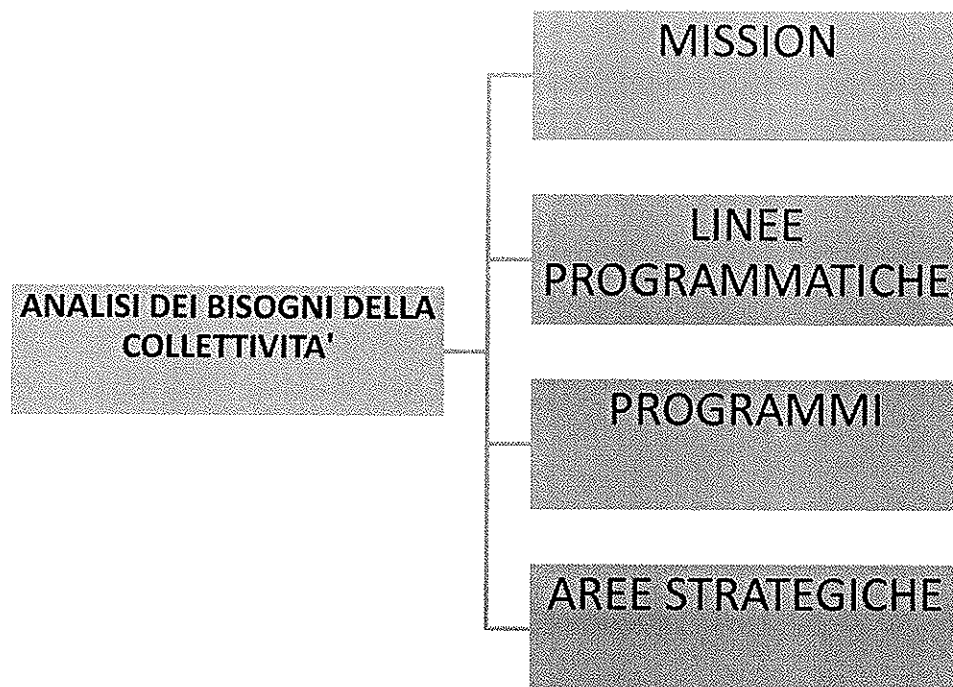 MISSION
LINEE
PROGRAMMATICHE
ANALISI DEI BISOGNI DELLA
COLLETTIVITA'
PROGRAMMI
AREE STRATEGICHE